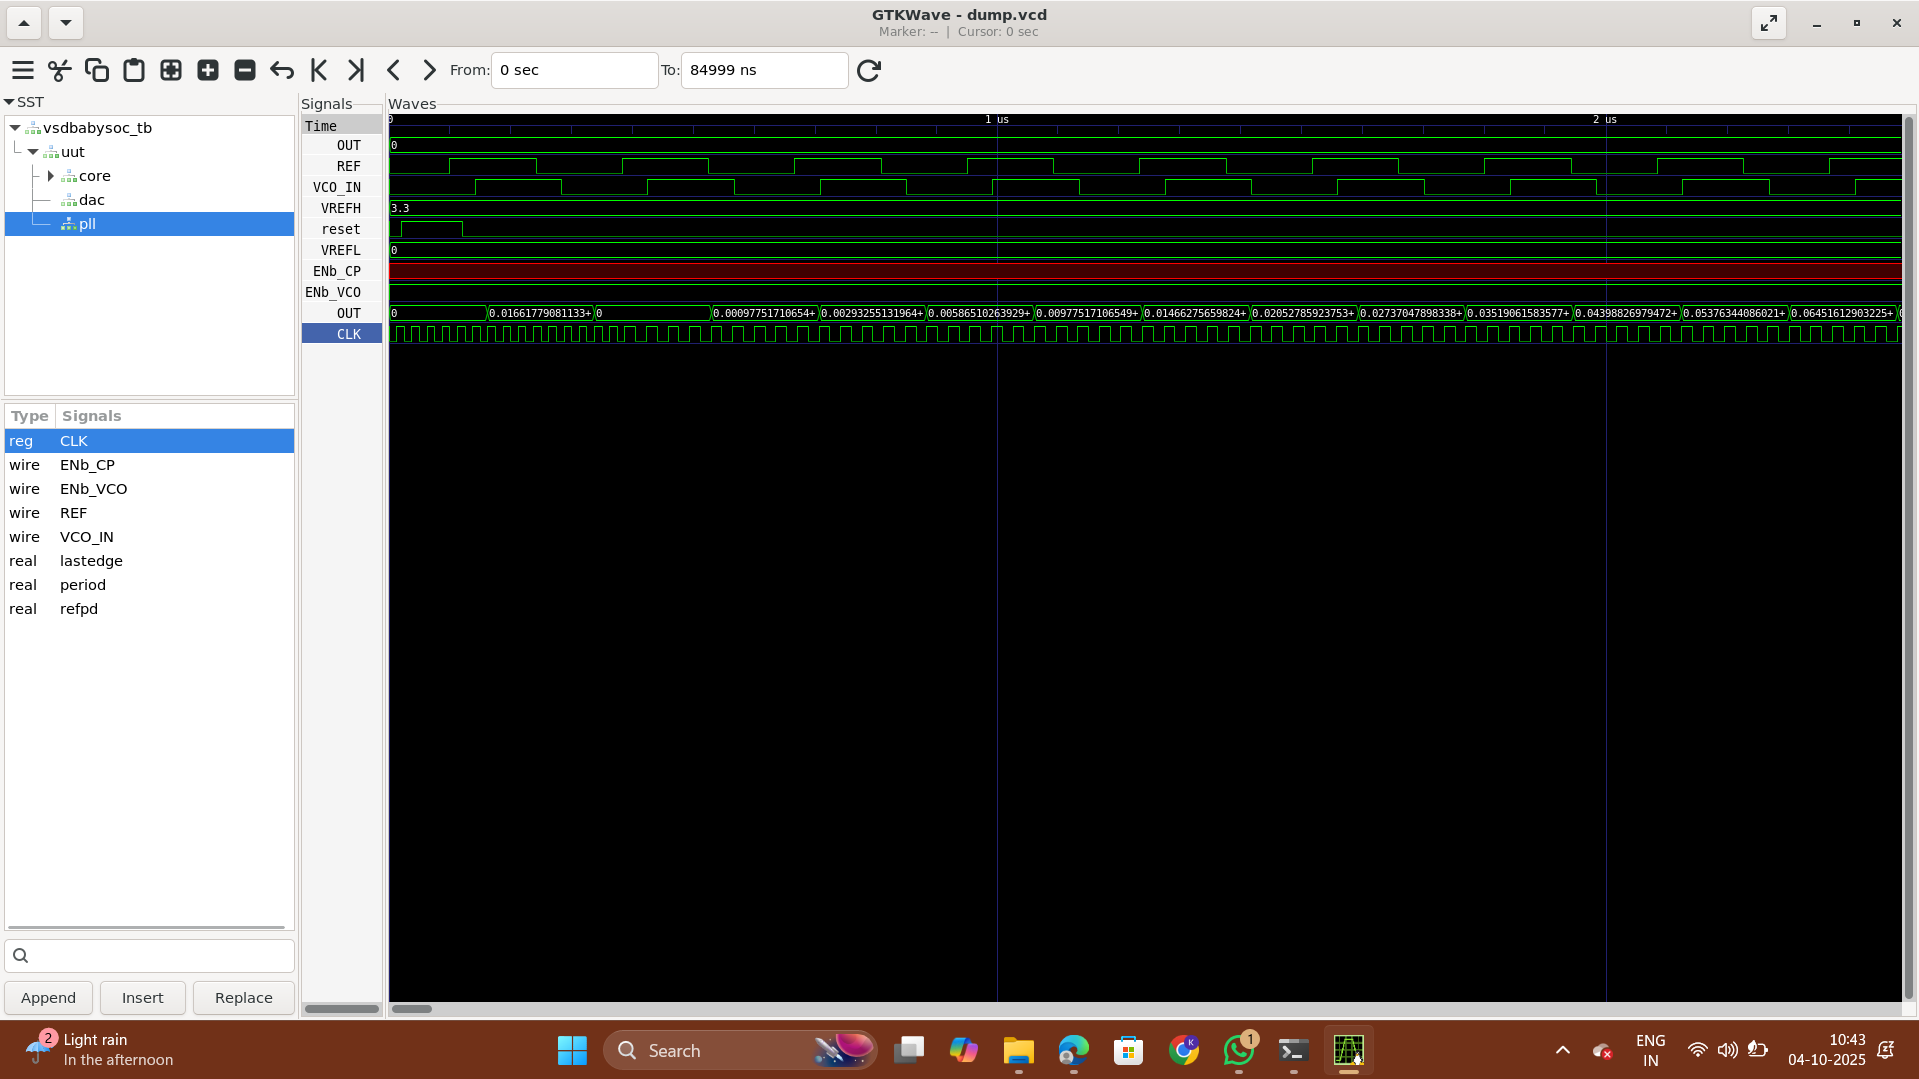 GTKWave - dump.vcd
Marker: -- | Cursor: 0 sec
From: 0 sec To: 84999 ns
SST
vsdbabysoc_tb
uut
core
dac
pll
Type Signals
reg CLK
wire ENb_CP
wire ENb_VCO
wire REF
wire VCO_IN
real lastedge
real period
real refpd
Append Insert Replace
Signals
Time
OUT
REF
VCO_IN
VREFH
reset
VREFL
ENb_CP
ENb_VCO
OUT
CLK
Waves
0 1 us 2 us
0
3.3
0
0 0.01661779081133+ 0 0.00097751710654+ 0.00293255131964+ 0.00586510263929+ 0.00977517106549+ 0.01466275659824+ 0.02052785923753+ 0.02737047898338+ 0.03519061583577+ 0.04398826979472+ 0.05376344086021+ 0.06451612903225+
2 Light rain
In the afternoon
Search
K
1
ENG
IN
10:43
04-10-2025